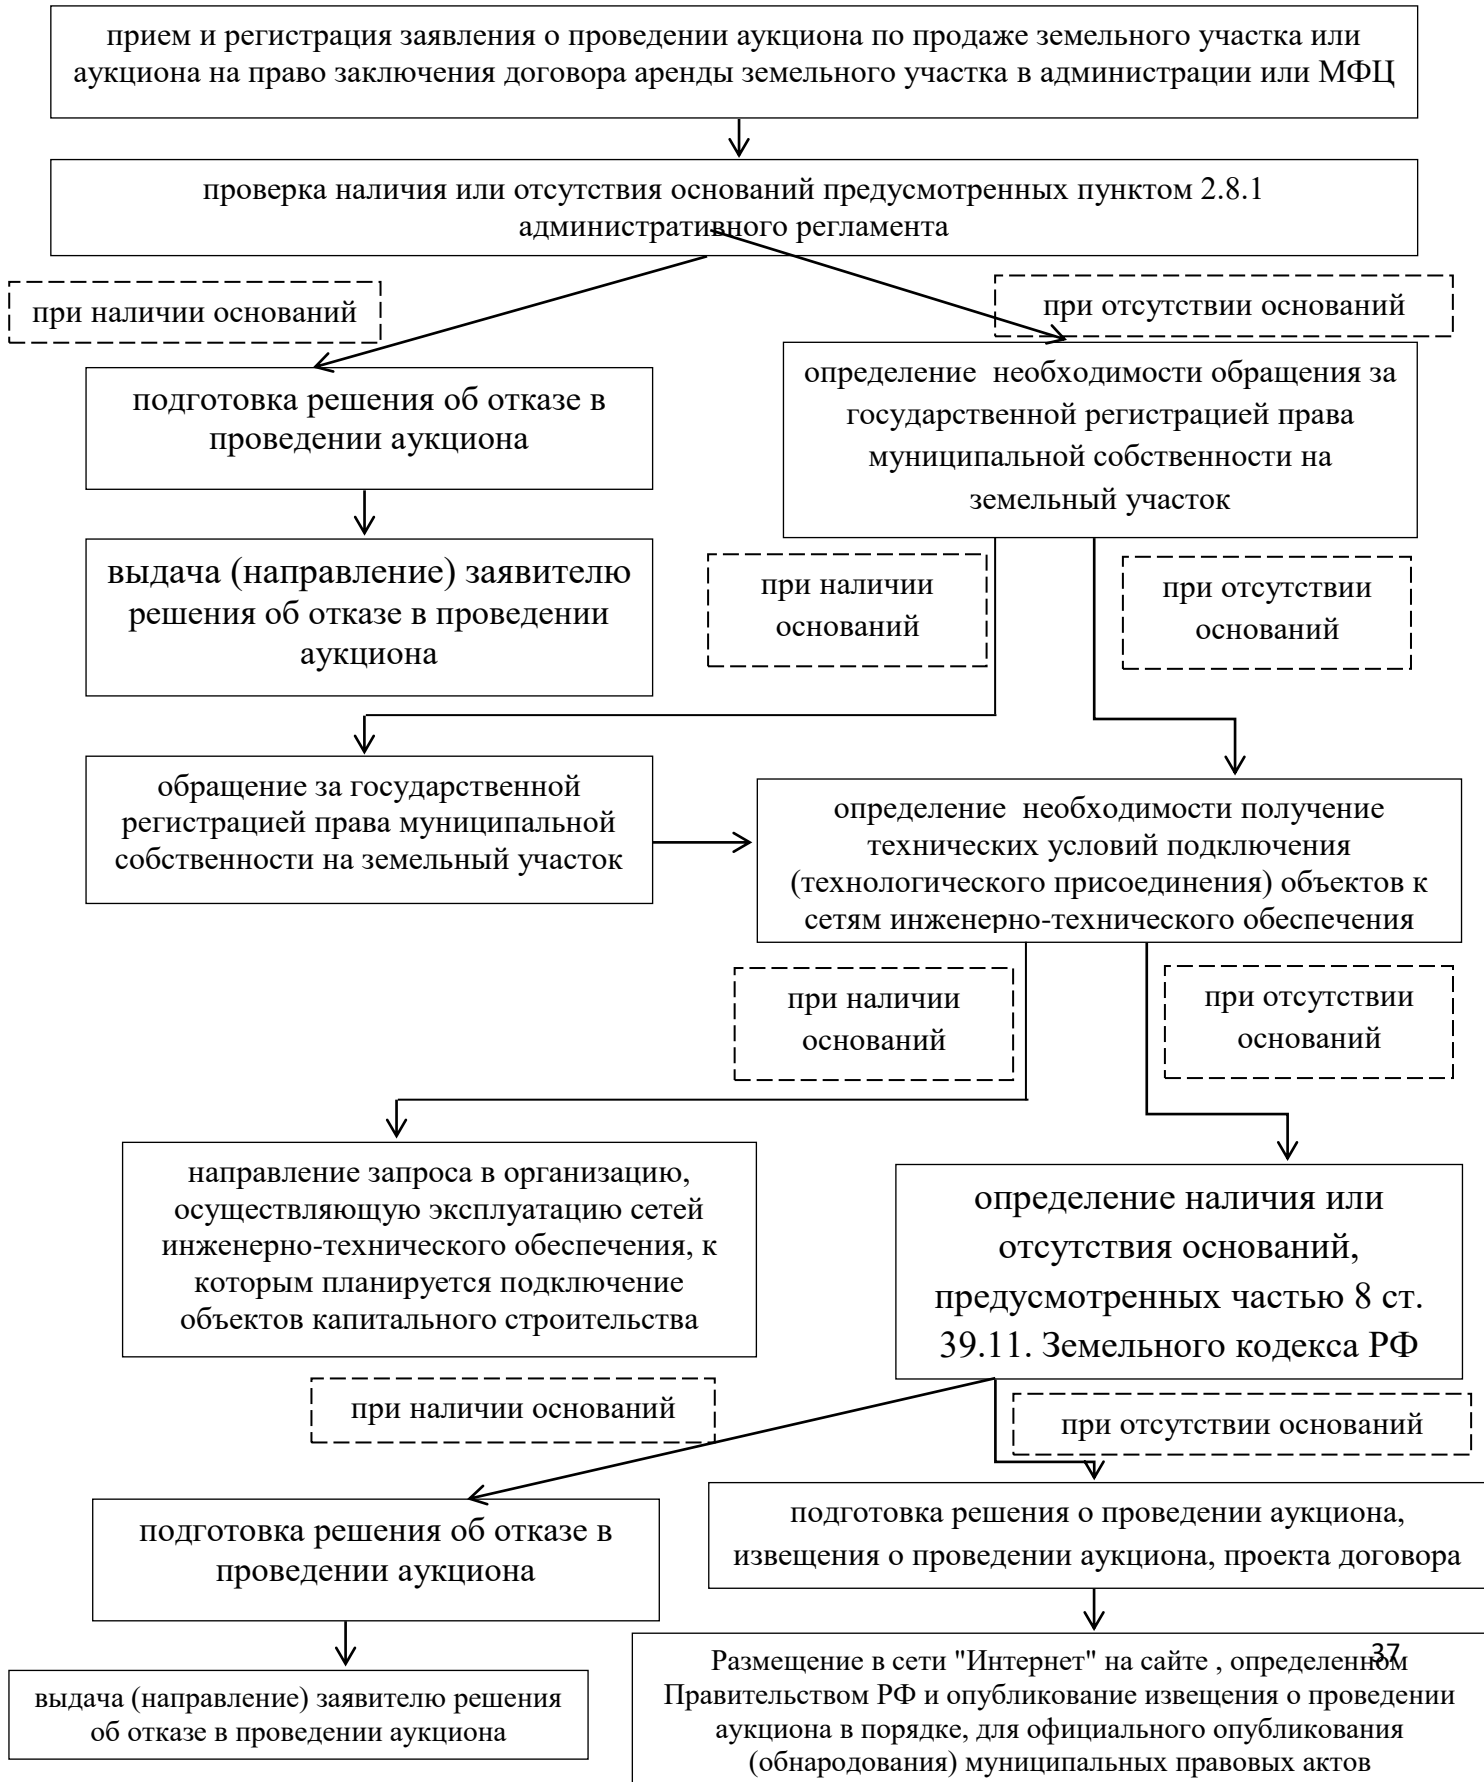 прием и регистрация заявления о проведении аукциона по продаже земельного участка или
аукциона на право заключения договора аренды земельного участка в администрации или МФЦ
проверка наличия или отсутствия оснований предусмотренных пунктом 2.8.1
административного регламента
при наличии оснований
при отсутствии оснований
подготовка решения об отказе в
проведении аукциона
определение необходимости обращения за
государственной регистрацией права
муниципальной собственности на
земельный участок
выдача (направление) заявителю
решения об отказе в проведении
аукциона
при наличии
оснований
при отсутствии
оснований
обращение за государственной
регистрацией права муниципальной
собственности на земельный участок
определение необходимости получение
технических условий подключения
(технологического присоединения) объектов к
сетям инженерно-технического обеспечения
при наличии
оснований
при отсутствии
оснований
направление запроса в организацию,
осуществляющую эксплуатацию сетей
инженерно-технического обеспечения, к
которым планируется подключение
объектов капитального строительства
определение наличия или
отсутствия оснований,
предусмотренных частью 8 ст.
39.11. Земельного кодекса РФ
при наличии оснований
при отсутствии оснований
подготовка решения об отказе в
проведении аукциона
подготовка решения о проведении аукциона,
извещения о проведении аукциона, проекта договора
выдача (направление) заявителю решения
об отказе в проведении аукциона
37
Размещение в сети "Интернет" на сайте , определенном
Правительством РФ и опубликование извещения о проведении
аукциона в порядке, для официального опубликования
(обнародования) муниципальных правовых актов